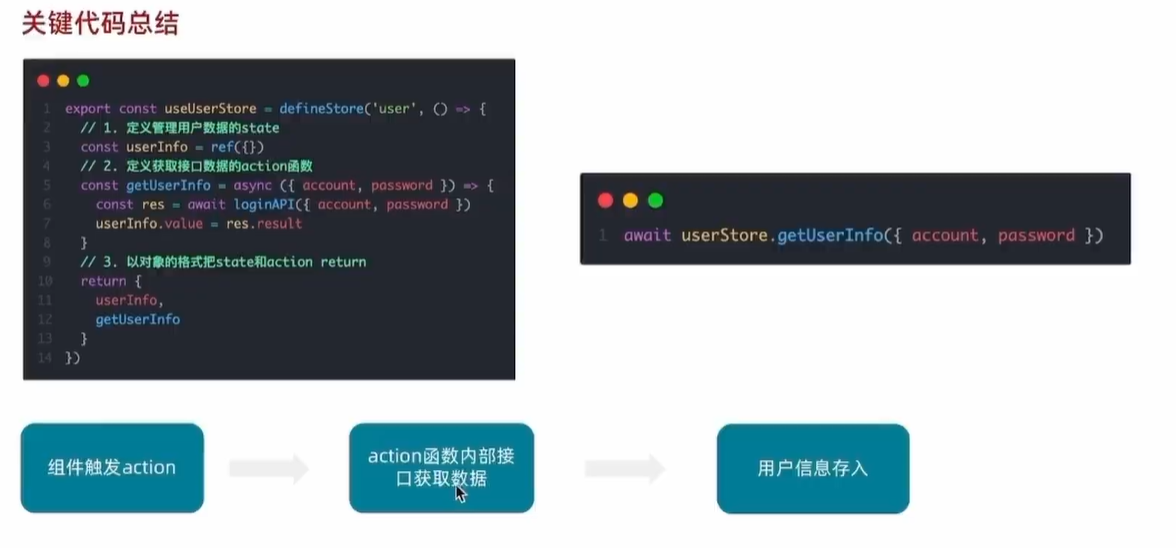 关键代码总结
1 export const useUserStore = defineStore('user', () => {
2 // 1. 定义管理用户数据的state
3 const userInfo = ref({})
4 // 2. 定义获取接口数据的action函数
5 const getUserInfo = async ({ account, password }) => {
6 const res = await loginAPI({ account, password })
7 userInfo.value = res.result
8 }
9 // 3. 以对象的格式把state和action return
10 return {
11 userInfo,
12 getUserInfo
13 }
14 })
1 await userStore.getUserInfo({ account, password })
组件触发action
action函数内部接
口获取数据
用户信息存入